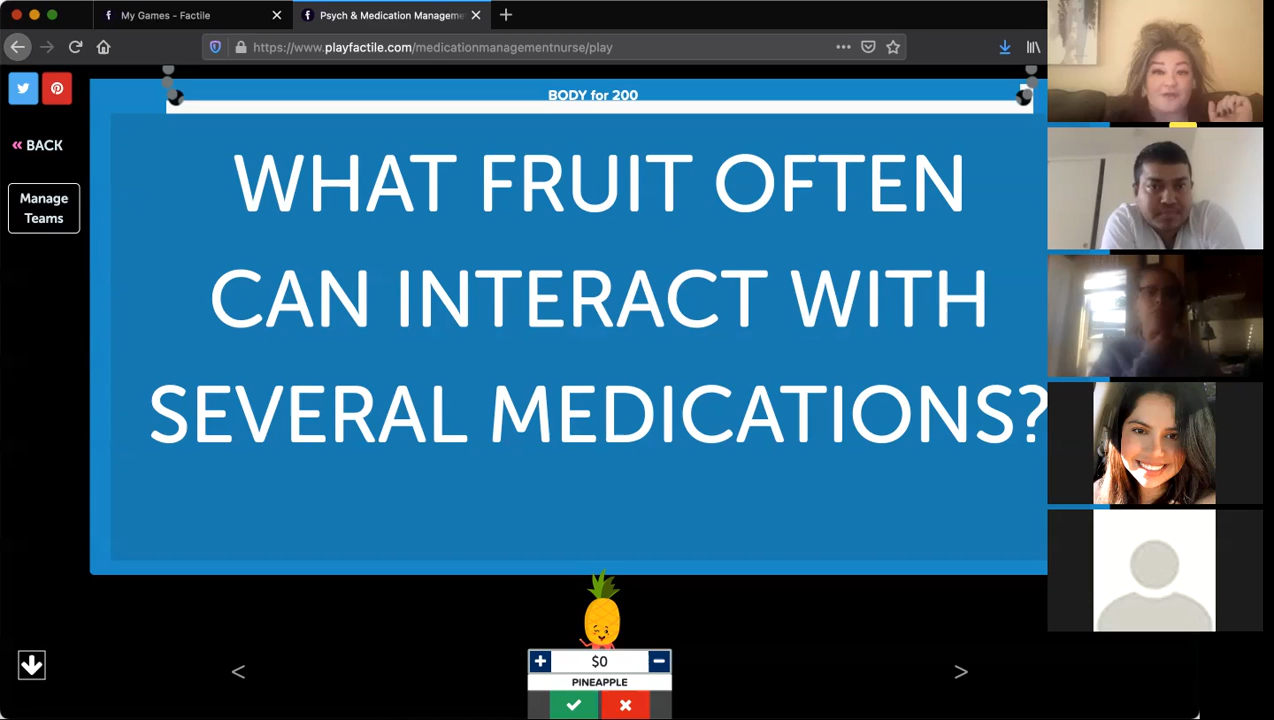 My Games - Factile
Psych & Medication Manageme
https://www.playfactile.com/medicationmanagementnurse/play
BODY for 200
« BACK
Manage
Teams
WHAT FRUIT OFTEN
CAN INTERACT WITH
SEVERAL MEDICATIONS?
$0
PINEAPPLE